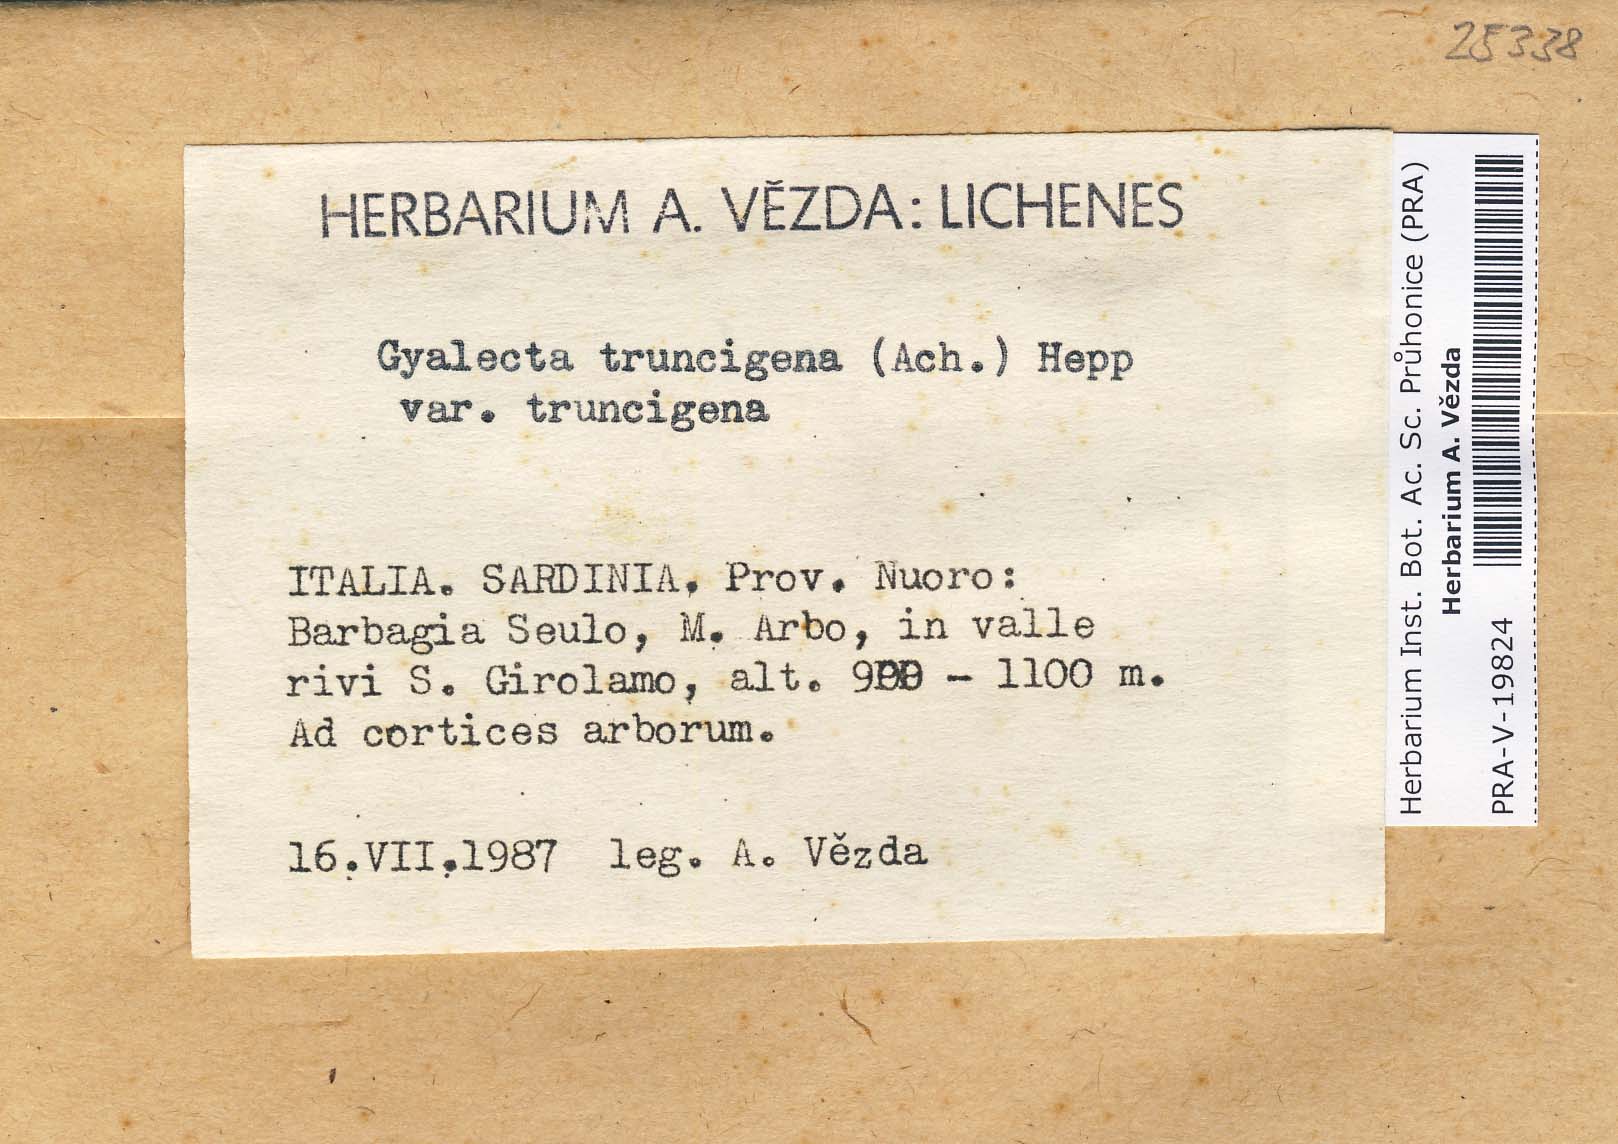 25338
HERBARIUM A. VĚZDA: LICHENES
Gyalecta truncigena (Ach.) Hepp
var. truncigena
ITALIA. SARDINIA. Prov. Nuoro:
Barbagia Seulo, M. Arbo, in valle
rivi S. Girolamo, alt. 900 - 1100 m.
Ad cortices arborum.
16.VII.1987 leg. A. Vězda
Herbarium Inst. Bot. Ac. Sc. Průhonice (PRA)
Herbarium A. Vězda
PRA-V-19824